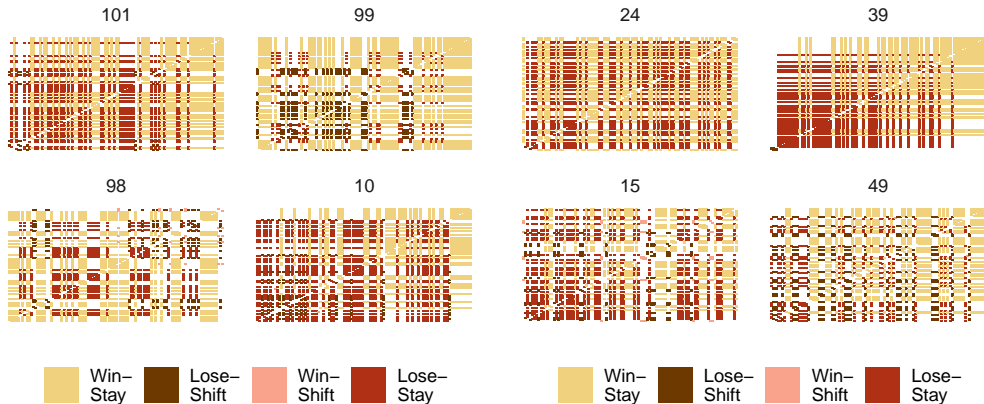 101 99 24 39
98 10 15 49
Win– Lose– Win– Lose– Win– Lose– Win– Lose–
Stay Shift Shift Stay Stay Shift Shift Stay